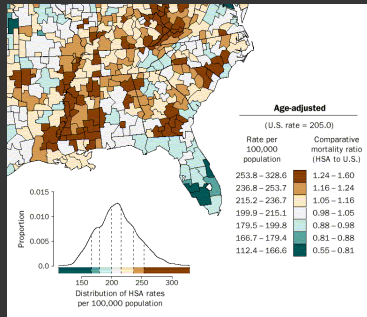 Age-adjusted
(U.S. rate = 205.0)
Rate per 100,000 population
Comparative mortality ratio (HSA to U.S.)
253.8 – 328.6 1.24 – 1.60
236.8 – 253.7 1.16 – 1.24
215.2 – 236.7 1.05 – 1.16
199.9 – 215.1 0.98 – 1.05
179.5 – 199.8 0.88 – 0.98
166.7 – 179.4 0.81 – 0.88
112.4 – 166.6 0.55 – 0.81
0.015
0.010
0.005
0.0
Proportion
150 200 250 300
Distribution of HSA rates
per 100,000 population